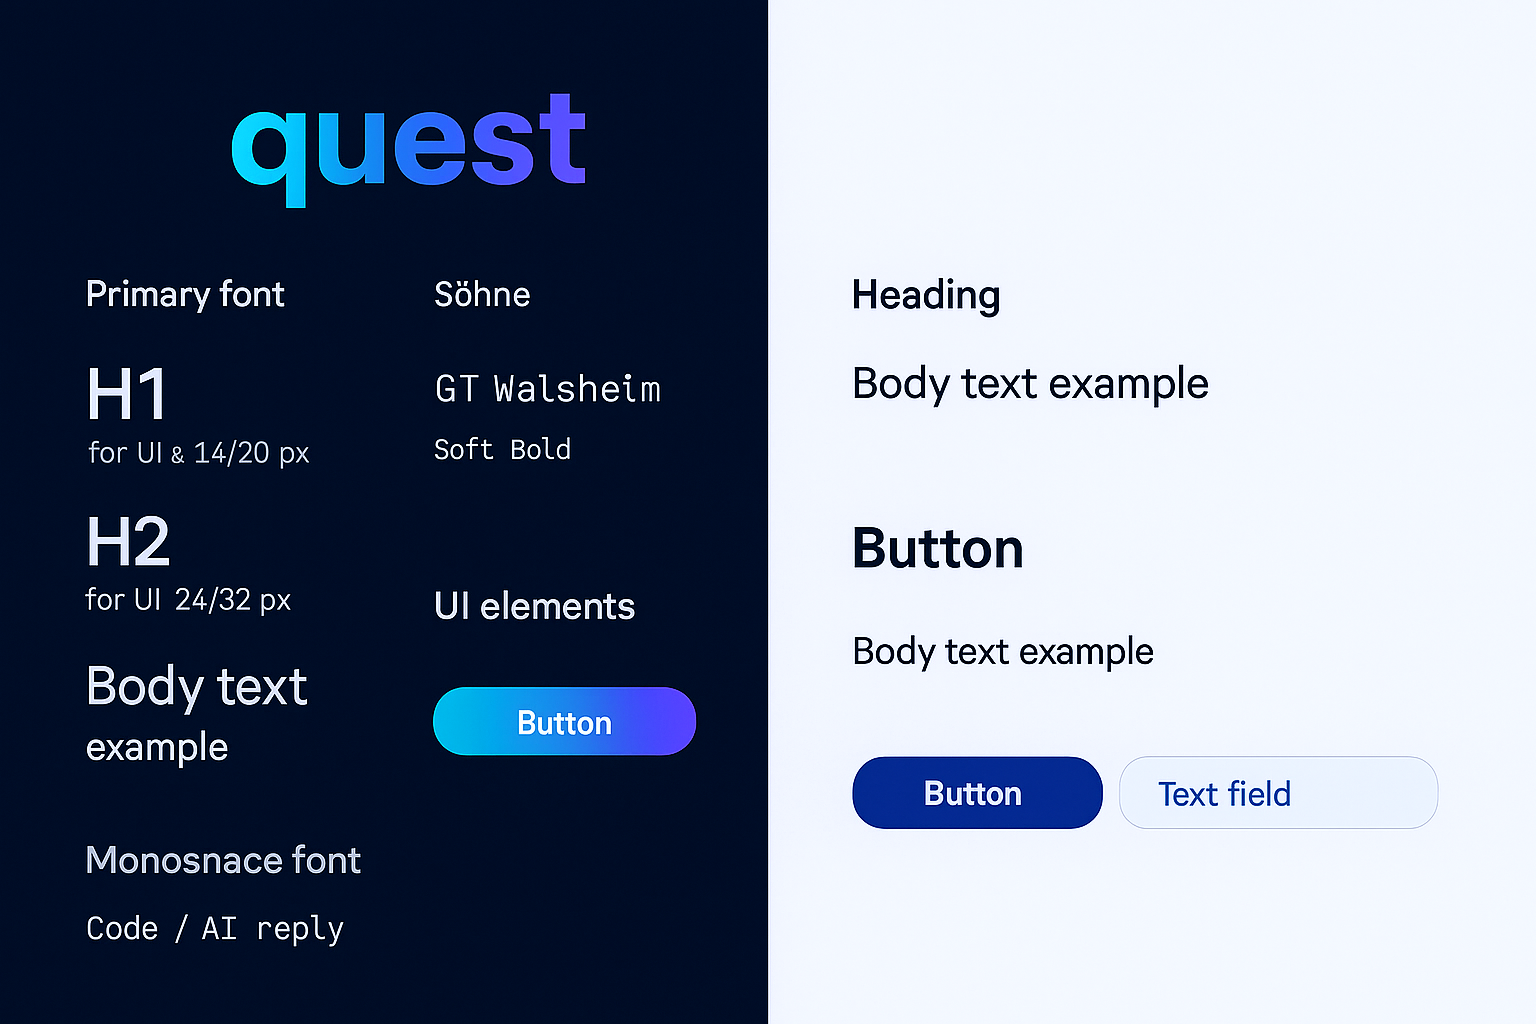 quest
Primary font
Söhne
H1
for UI & 14/20 px
GT Walsheim
Soft Bold
H2
for UI 24/32 px
UI elements
Body text
example
Button
Monosnace font
Code / AI reply
Heading
Body text example
Button
Body text example
Button
Text field